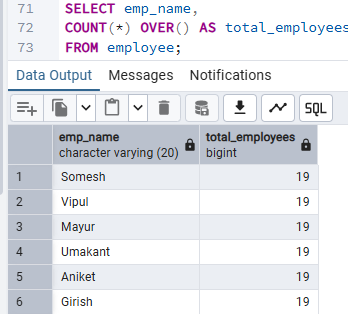 71 SELECT emp_name,
72 COUNT(*) OVER() AS total_employees
73 FROM employee;
Data Output Messages Notifications
SQL
emp_name total_employees
character varying (20) bigint
1 Somesh 19
2 Vipul 19
3 Mayur 19
4 Umakant 19
5 Aniket 19
6 Girish 19